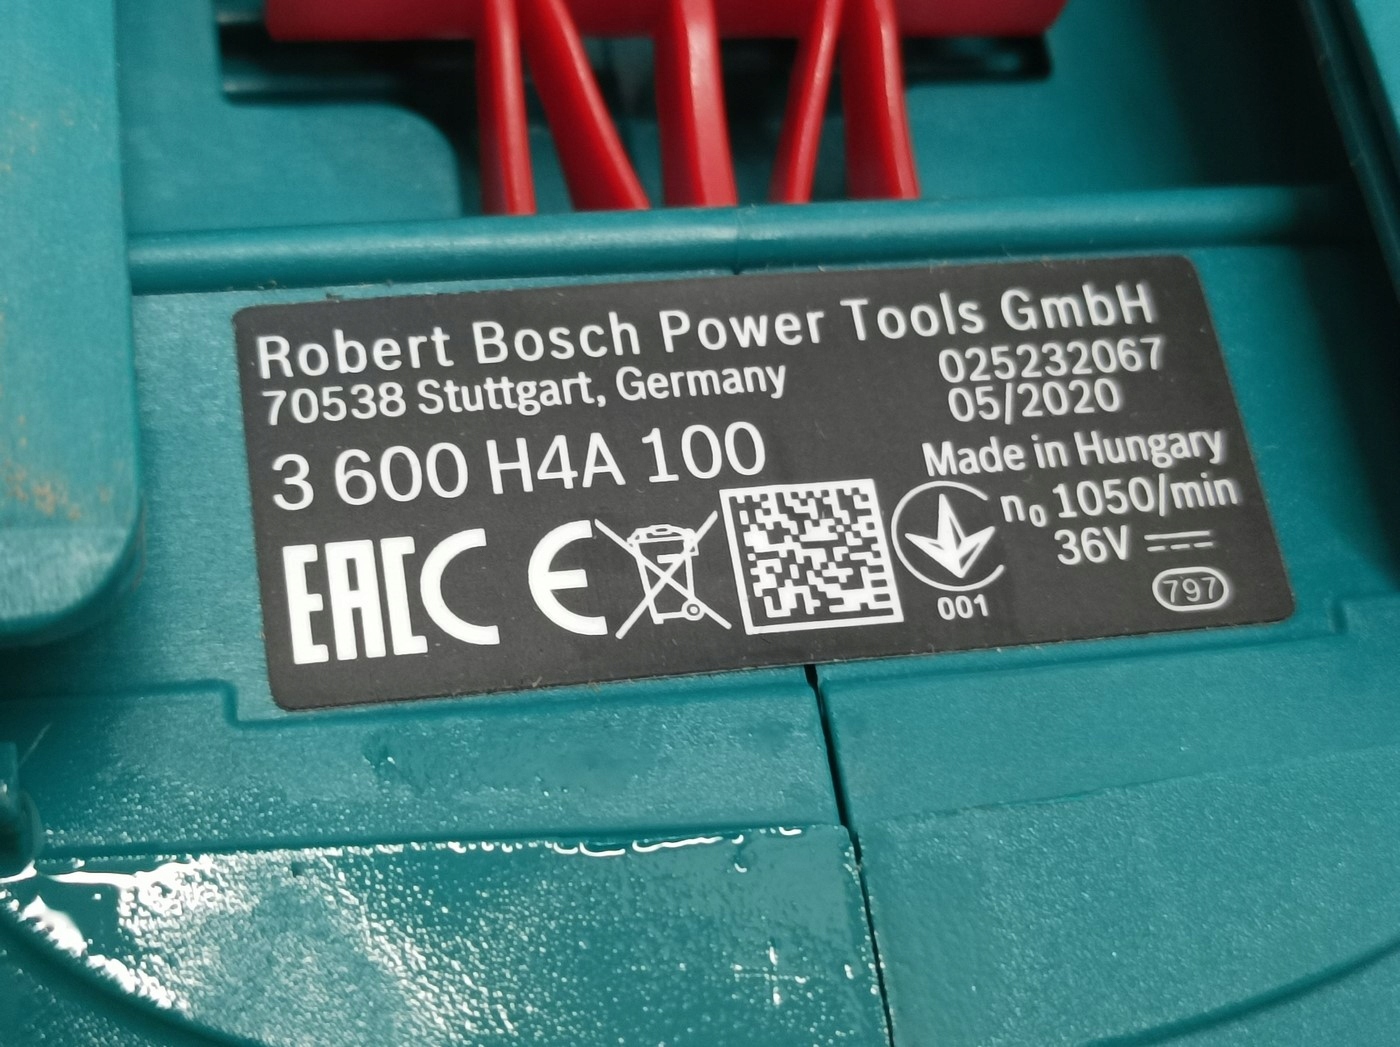 Robert Bosch Power Tools GmbH
70538 Stuttgart, Germany
025232067
05/2020
3 600 H4A 100
Made in Hungary
n₀ 1050/min
36V
EAC CE
001
797